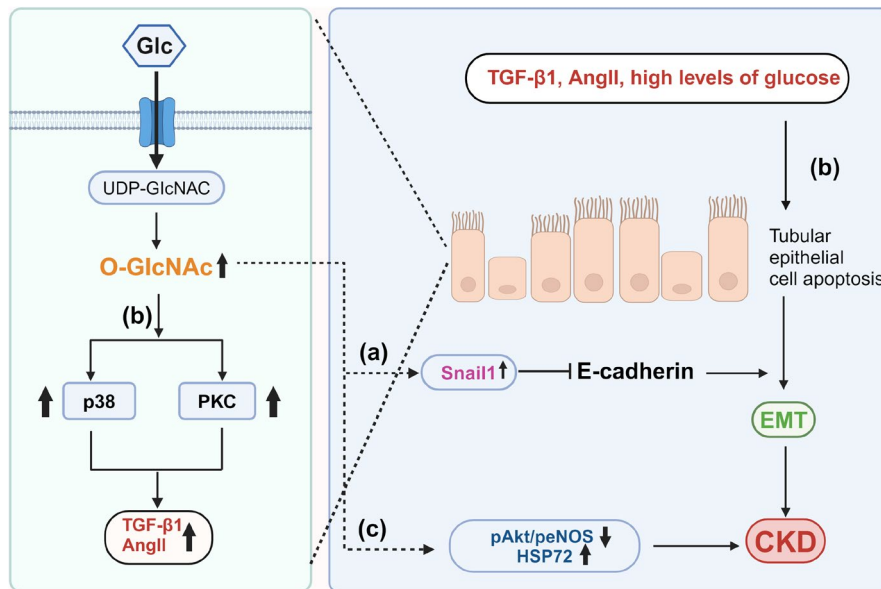 Glc
UDP-GlcNAC
O-GlcNAc
(b)
p38
PKC
TGF-β1
AngII
TGF-β1, AngII, high levels of glucose
(b)
Tubular
epithelial
cell apoptosis
(a)
Snail1
E-cadherin
EMT
(c)
pAkt/peNOS
HSP72
CKD